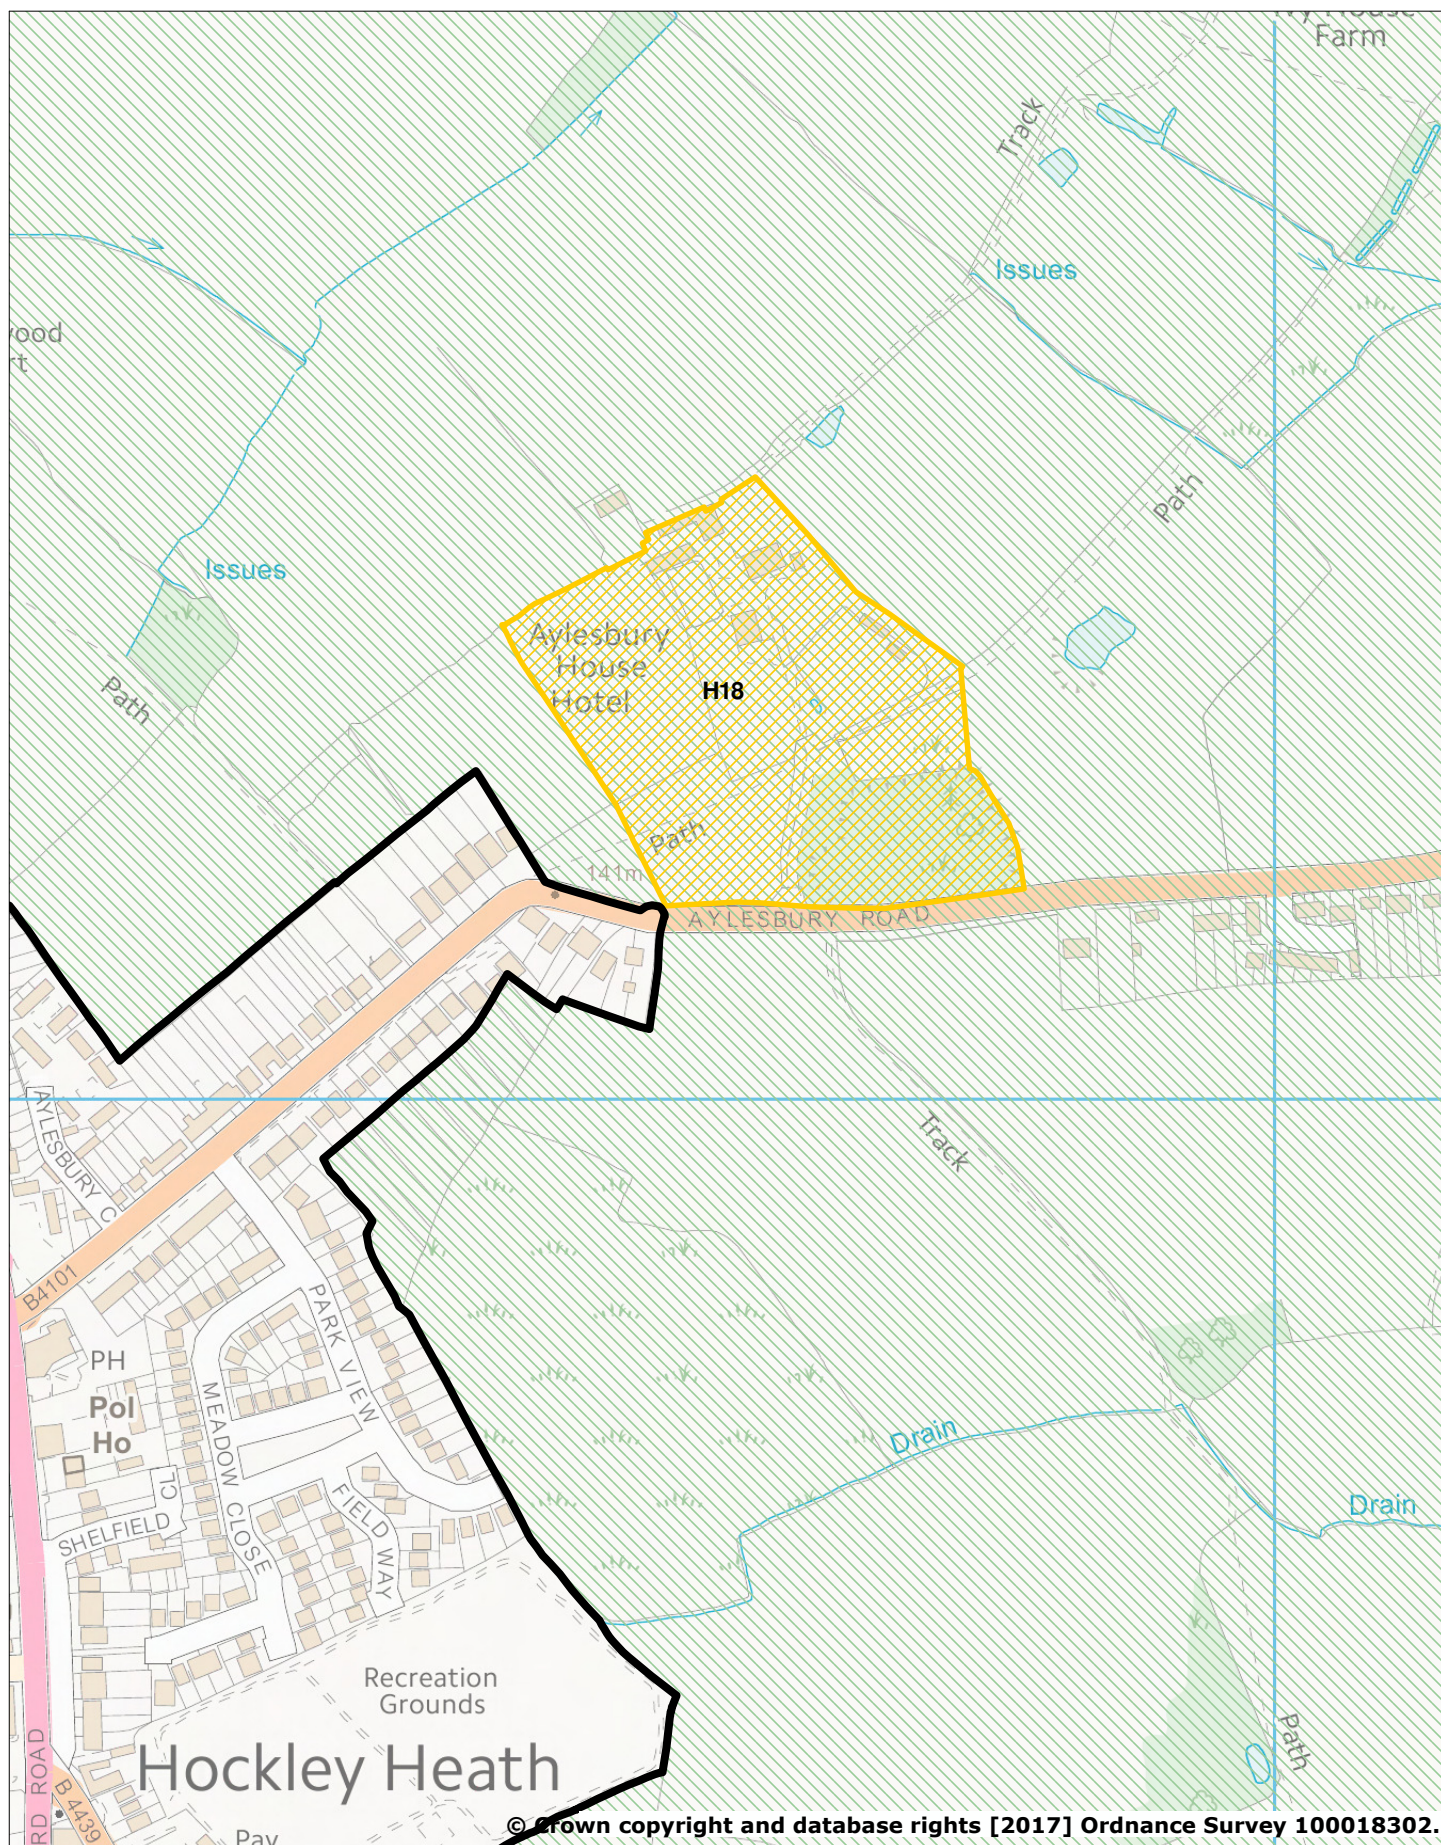 Farm
Track
Issues
Path
Issues
Path
Aylesbury
House
Hotel
H18
Path
141m
AYLESBURY ROAD
Track
AYLESBURY C
B4101
PARK VIEW
PH
Pol
Ho
MEADOW CLOSE
CL
SHELFIELD
FIELD WAY
Drain
Drain
Recreation
Grounds
Hockley Heath
Path
ROAD
B 4439
Pav
© Crown copyright and database rights [2017] Ordnance Survey 100018302.